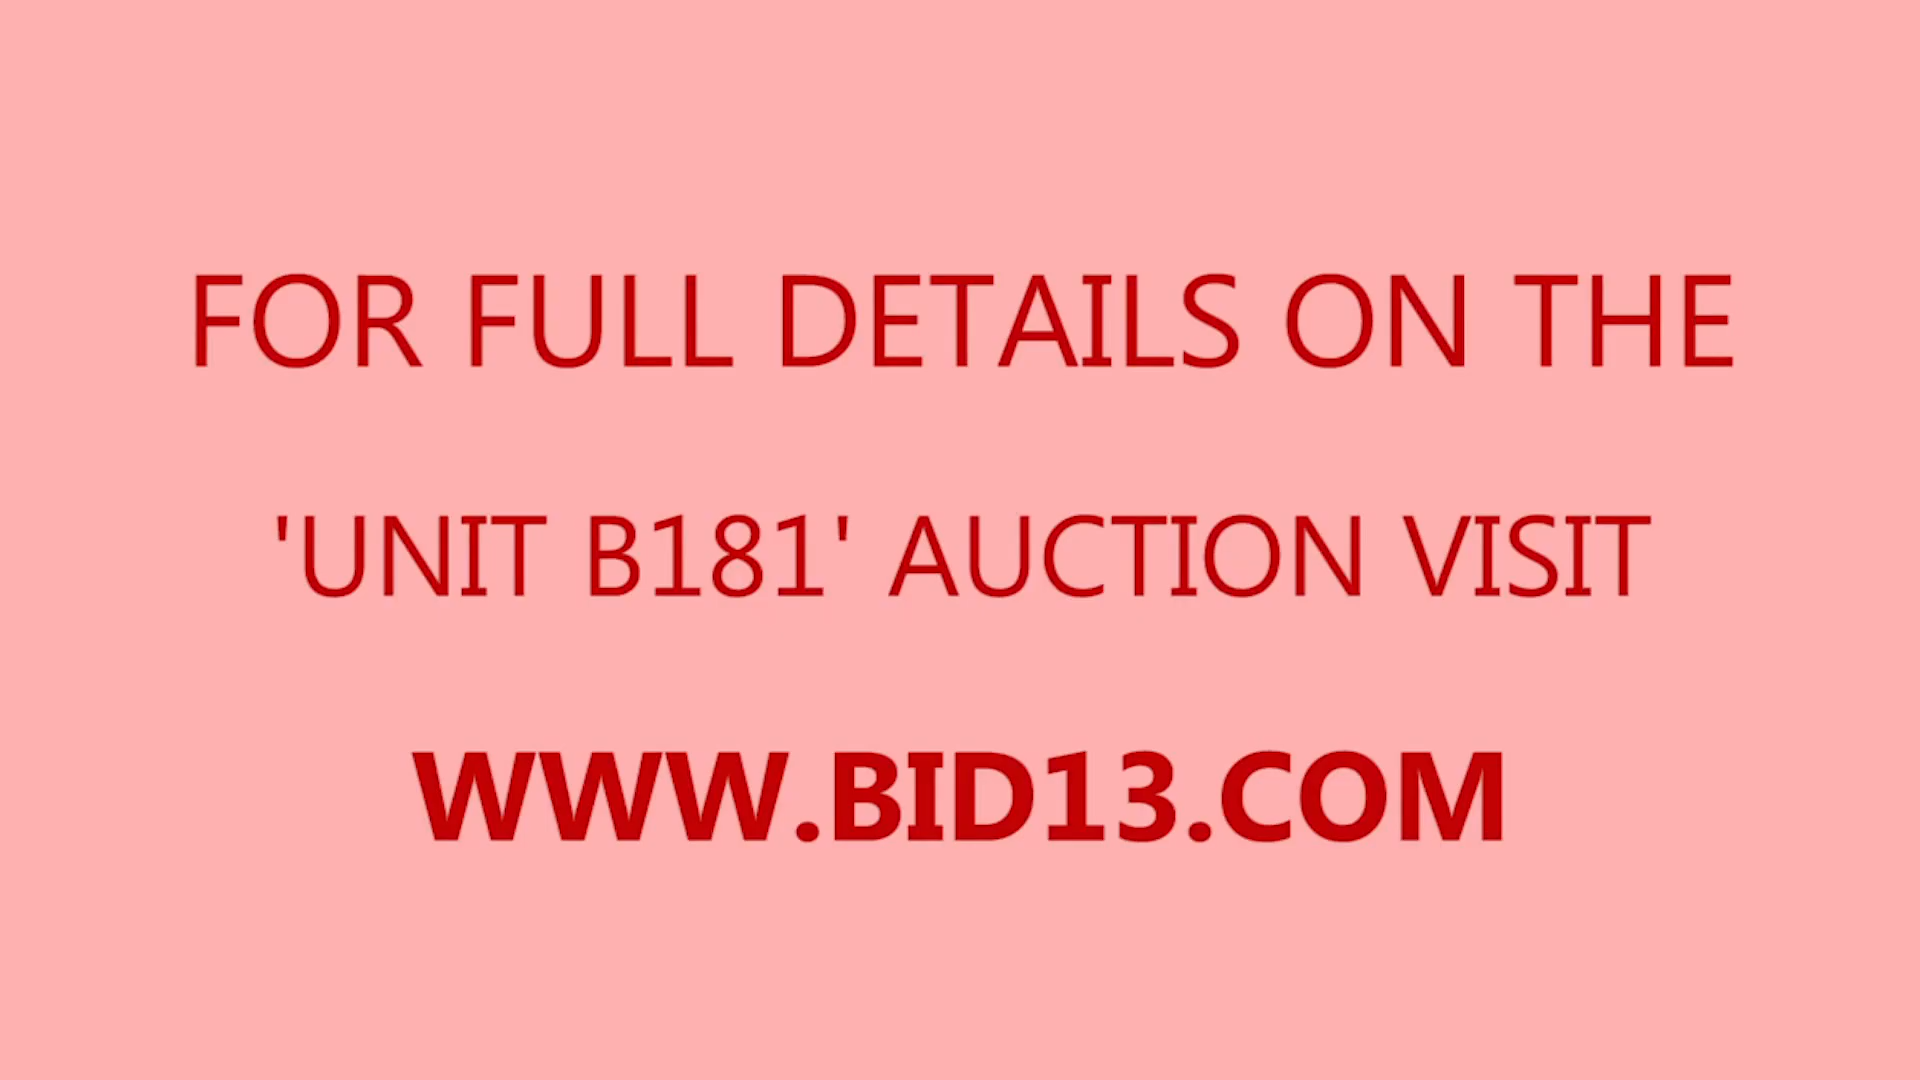 FOR FULL DETAILS ON THE
'UNIT B181' AUCTION VISIT
WWW.BID13.COM